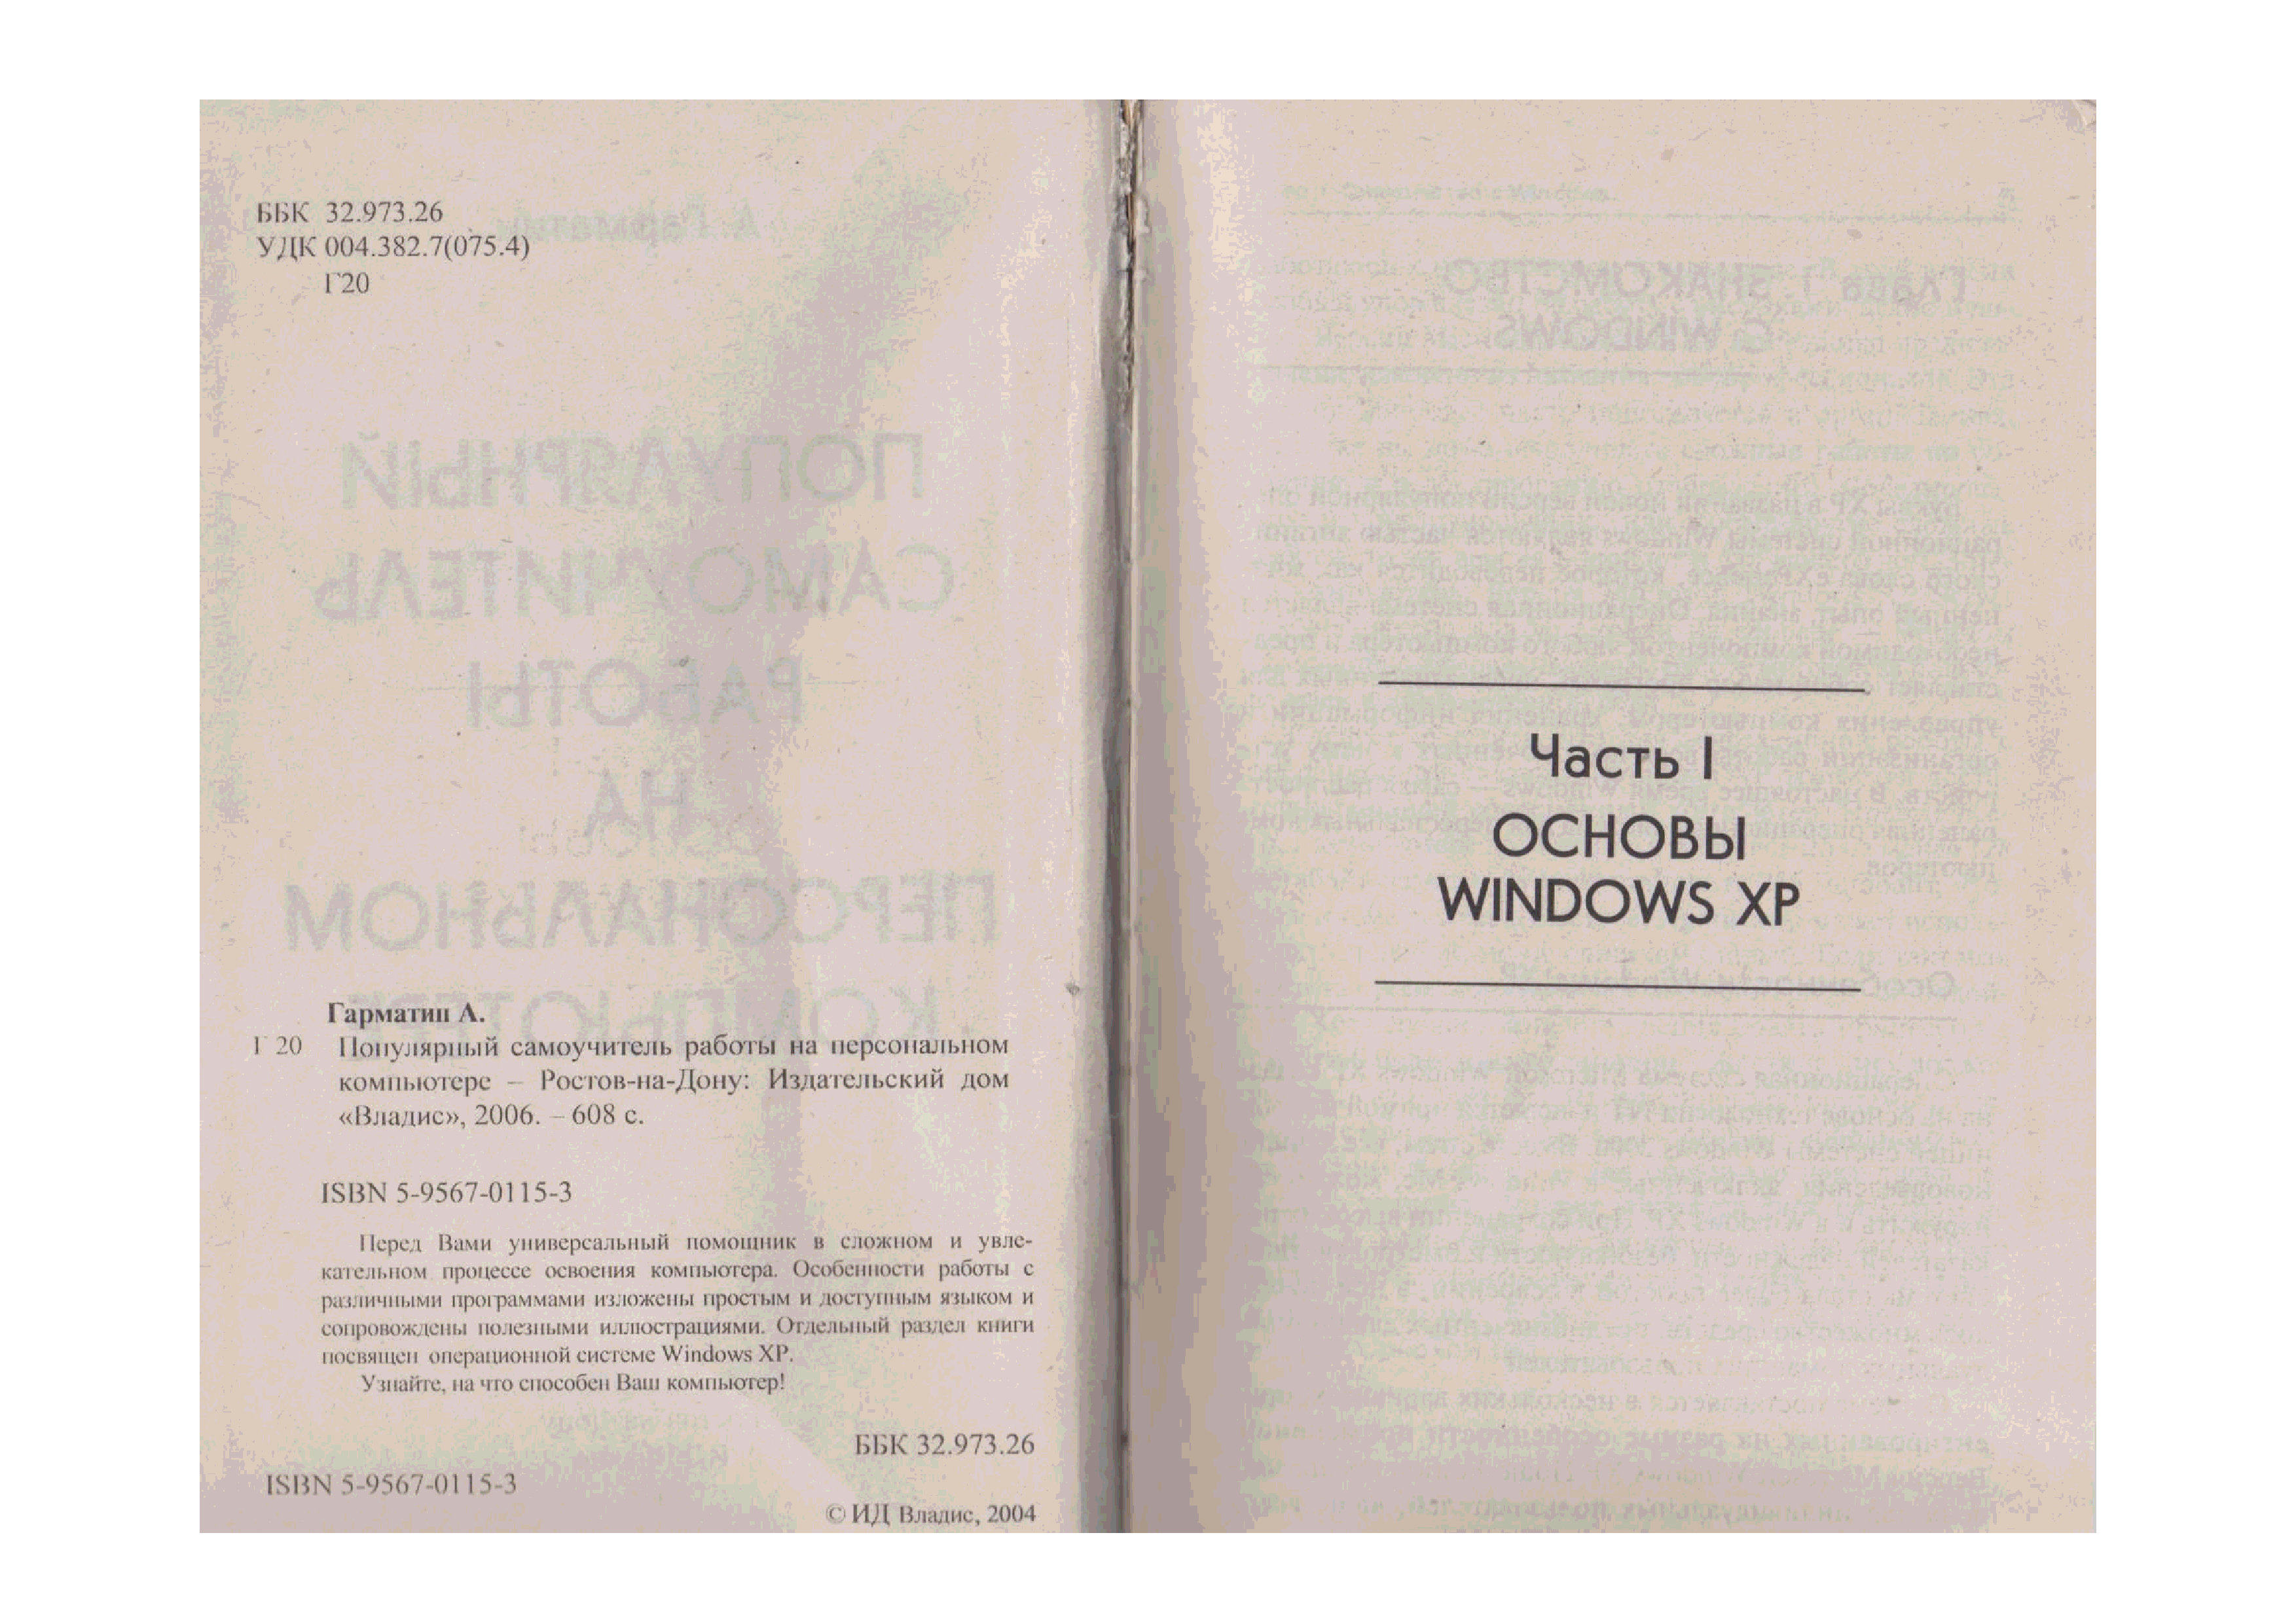 ББК 32.973.26
УДК 004.382.7(075.4)
Г20
Гарматин А.
Г 20 Популярный самоучитель работы на персональном
компьютере – Ростов-на-Дону: Издательский дом
«Владис», 2006. – 608 с.
ISBN 5-9567-0115-3
Перед Вами универсальный помощник в сложном и увле-
кательном процессе освоения компьютера. Особенности работы с
различными программами изложены простым и доступным языком и
сопровождены полезными иллюстрациями. Отдельный раздел книги
посвящен операционной системе Windows XP.
Узнайте, на что способен Ваш компьютер!
ББК 32.973.26
ISBN 5-9567-0115-3
© ИД Владис, 2004
Часть I
ОСНОВЫ
WINDOWS XP